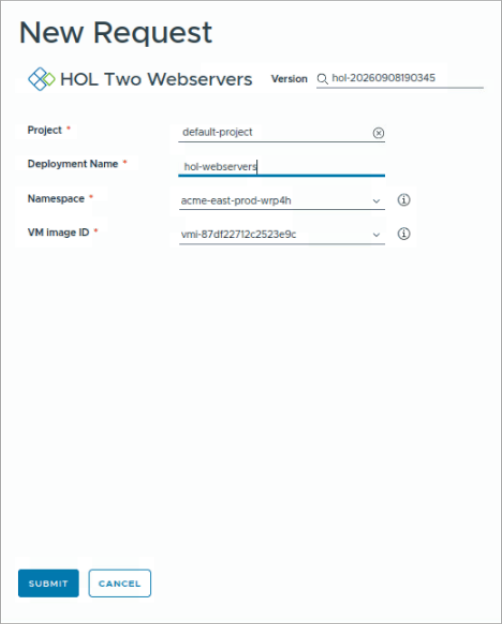 New Request
HOL Two Webservers Version hol-20260908190345
Project * default-project
Deployment Name * hol-webservers
Namespace * acme-east-prod-wrp4h
VM image ID * vmi-87df22712c2523e9c
SUBMIT CANCEL